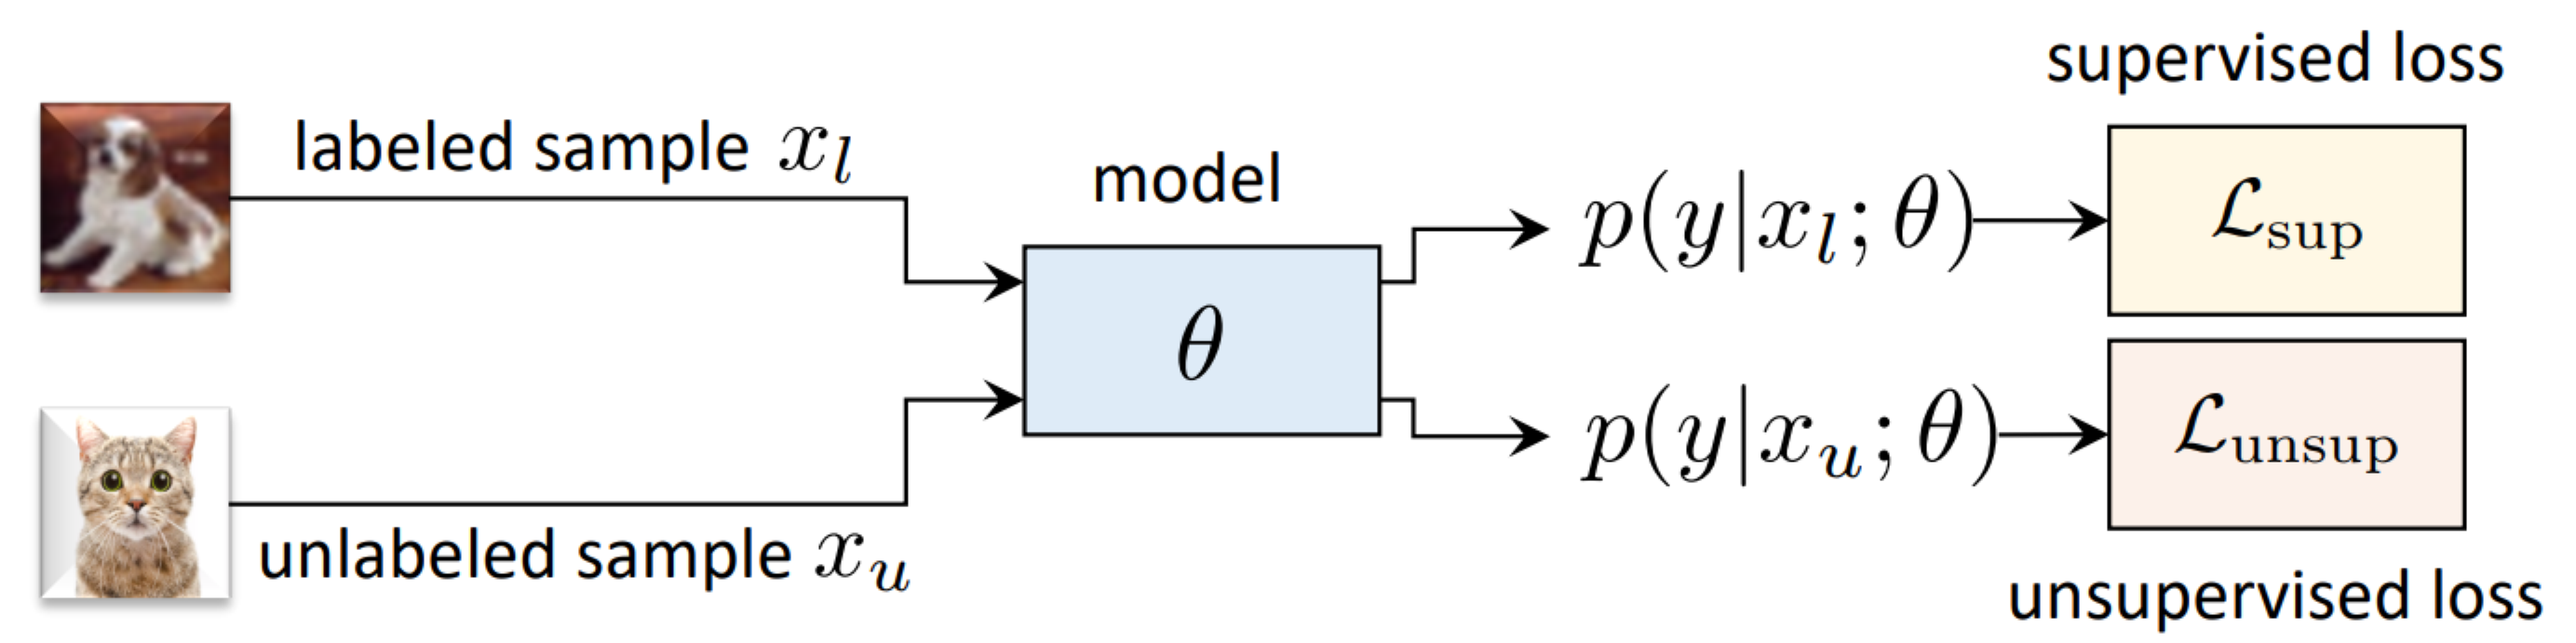 supervised loss
labeled sample x_l
model
p(y|x_l; θ)
ℒ_sup
θ
p(y|x_u; θ)
ℒ_unsup
unlabeled sample x_u
unsupervised loss